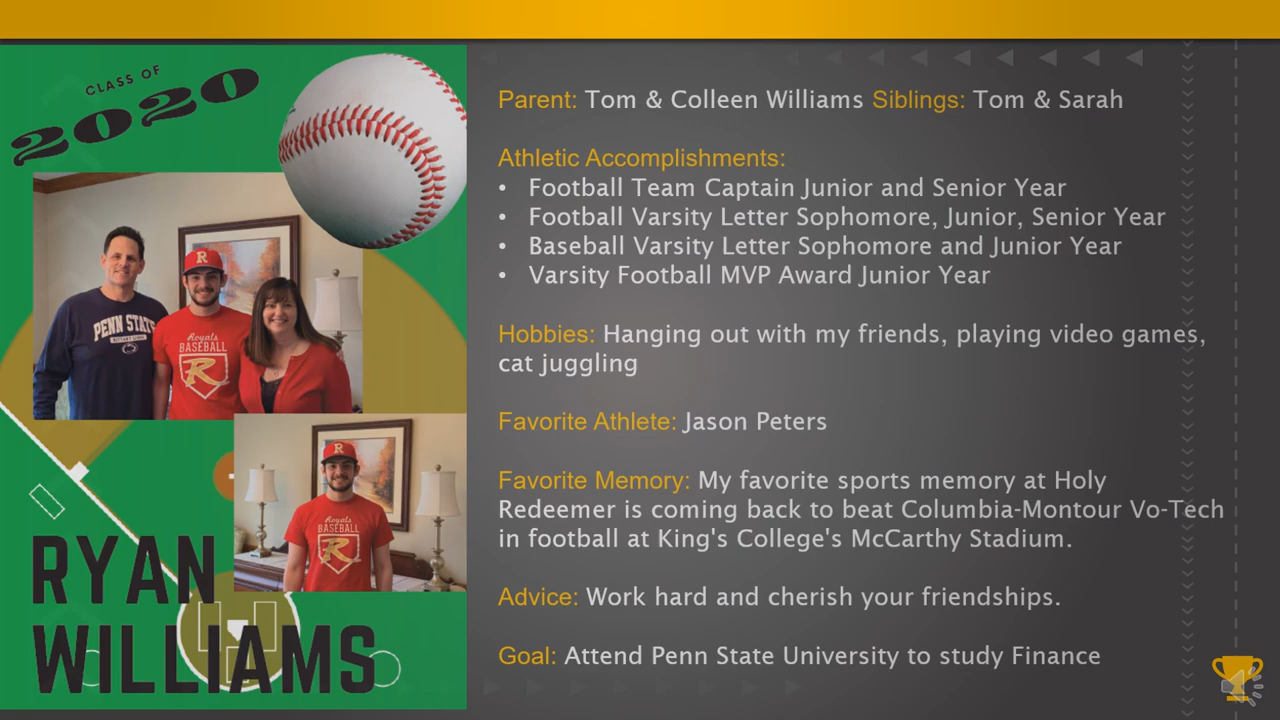 CLASS OF
2020
PENN STATE
R
Royals
BASEBALL
R
R
Royals
BASEBALL
R
RYAN
WILLIAMS
Parent: Tom & Colleen Williams Siblings: Tom & Sarah
Athletic Accomplishments:
• Football Team Captain Junior and Senior Year
• Football Varsity Letter Sophomore, Junior, Senior Year
• Baseball Varsity Letter Sophomore and Junior Year
• Varsity Football MVP Award Junior Year
Hobbies: Hanging out with my friends, playing video games,
cat juggling
Favorite Athlete: Jason Peters
Favorite Memory: My favorite sports memory at Holy
Redeemer is coming back to beat Columbia-Montour Vo-Tech
in football at King's College's McCarthy Stadium.
Advice: Work hard and cherish your friendships.
Goal: Attend Penn State University to study Finance